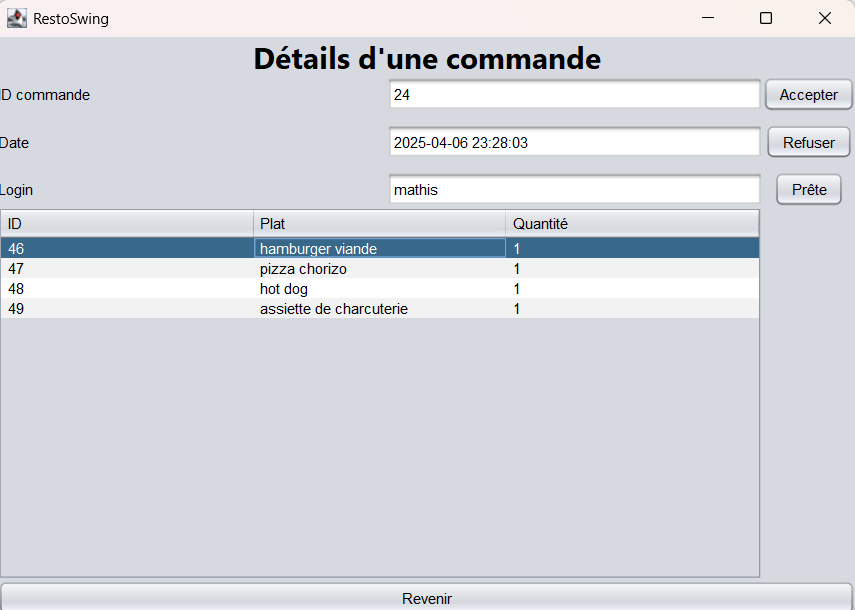 RestoSwing
Détails d'une commande
ID commande 24 Accepter
Date 2025-04-06 23:28:03 Refuser
Login mathis Prête
ID Plat Quantité
46 hamburger viande 1
47 pizza chorizo 1
48 hot dog 1
49 assiette de charcuterie 1
Revenir